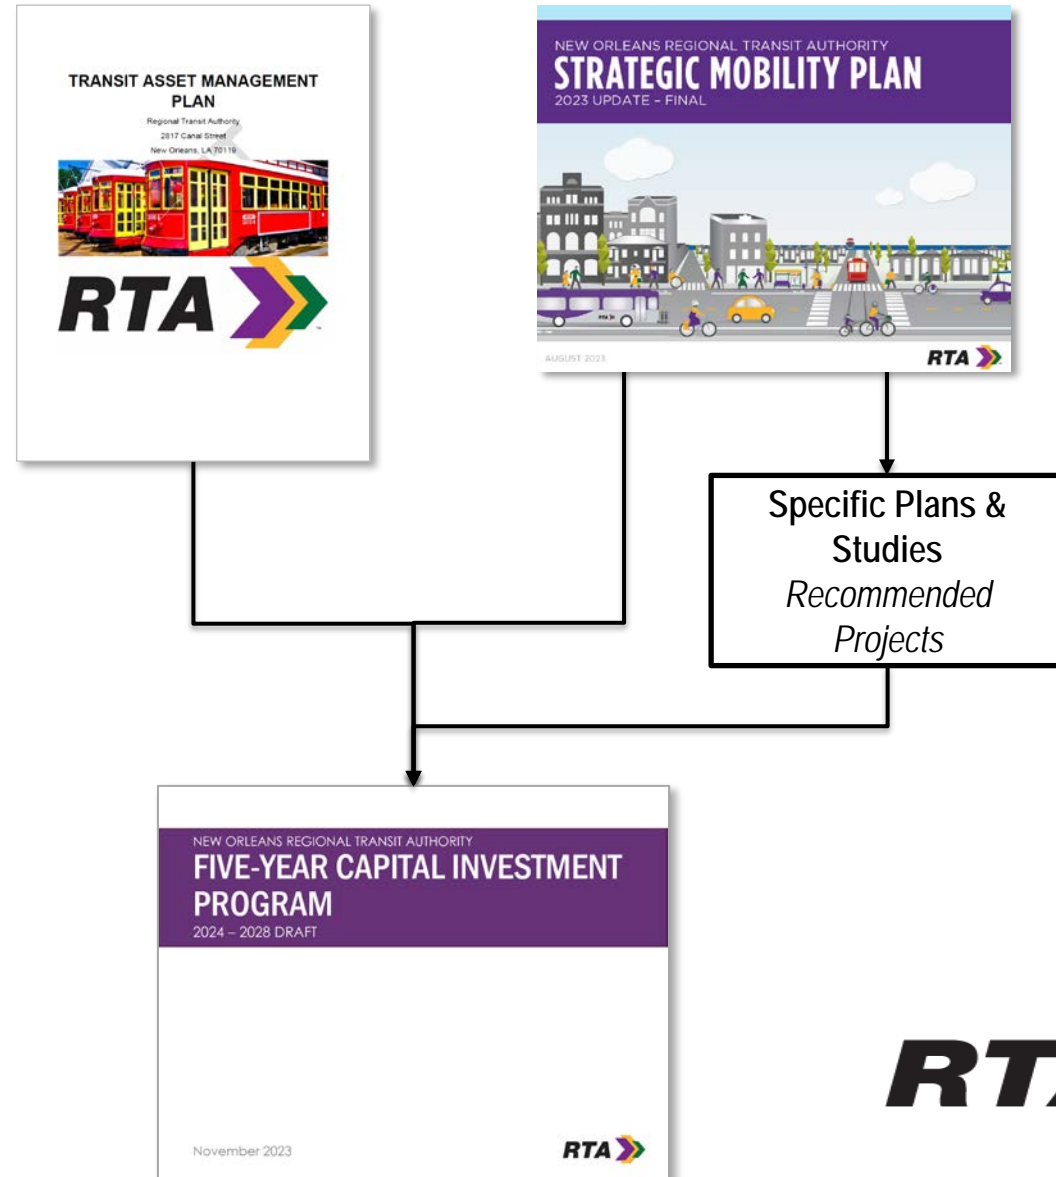 TRANSIT ASSET MANAGEMENT
PLAN
Regional Transit Authority
2817 Canal Street
New Orleans, LA 70119
RTA
NEW ORLEANS REGIONAL TRANSIT AUTHORITY
STRATEGIC MOBILITY PLAN
2023 UPDATE – FINAL
AUGUST 2023
RTA
Specific Plans &
Studies
Recommended
Projects
NEW ORLEANS REGIONAL TRANSIT AUTHORITY
FIVE-YEAR CAPITAL INVESTMENT
PROGRAM
2024 – 2028 DRAFT
November 2023
RTA
RTA